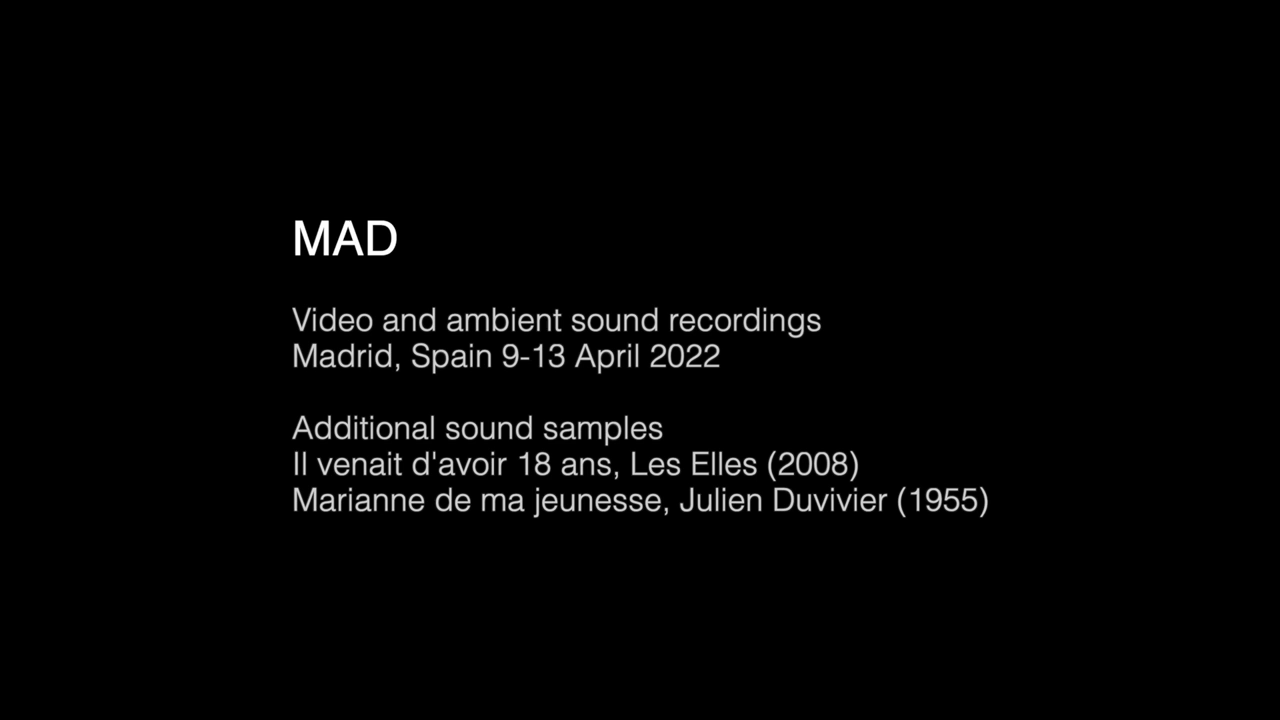 MAD
Video and ambient sound recordings
Madrid, Spain 9-13 April 2022
Additional sound samples
Il venait d'avoir 18 ans, Les Elles (2008)
Marianne de ma jeunesse, Julien Duvivier (1955)